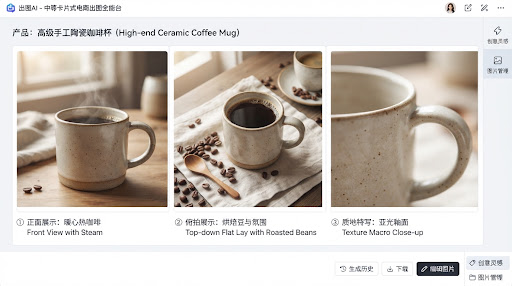 出图AI - 中等卡片式电商出图全能台
产品：高级手工陶瓷咖啡杯（High-end Ceramic Coffee Mug）
创意灵感
图片管理
① 正面展示：暖心热咖啡
Front View with Steam
② 俯拍展示：烘焙豆与氛围
Top-down Flat Lay with Roasted Beans
③ 质地特写：亚光釉面
Texture Macro Close-up
生成历史
下载
编辑图片
创意灵感
图片管理